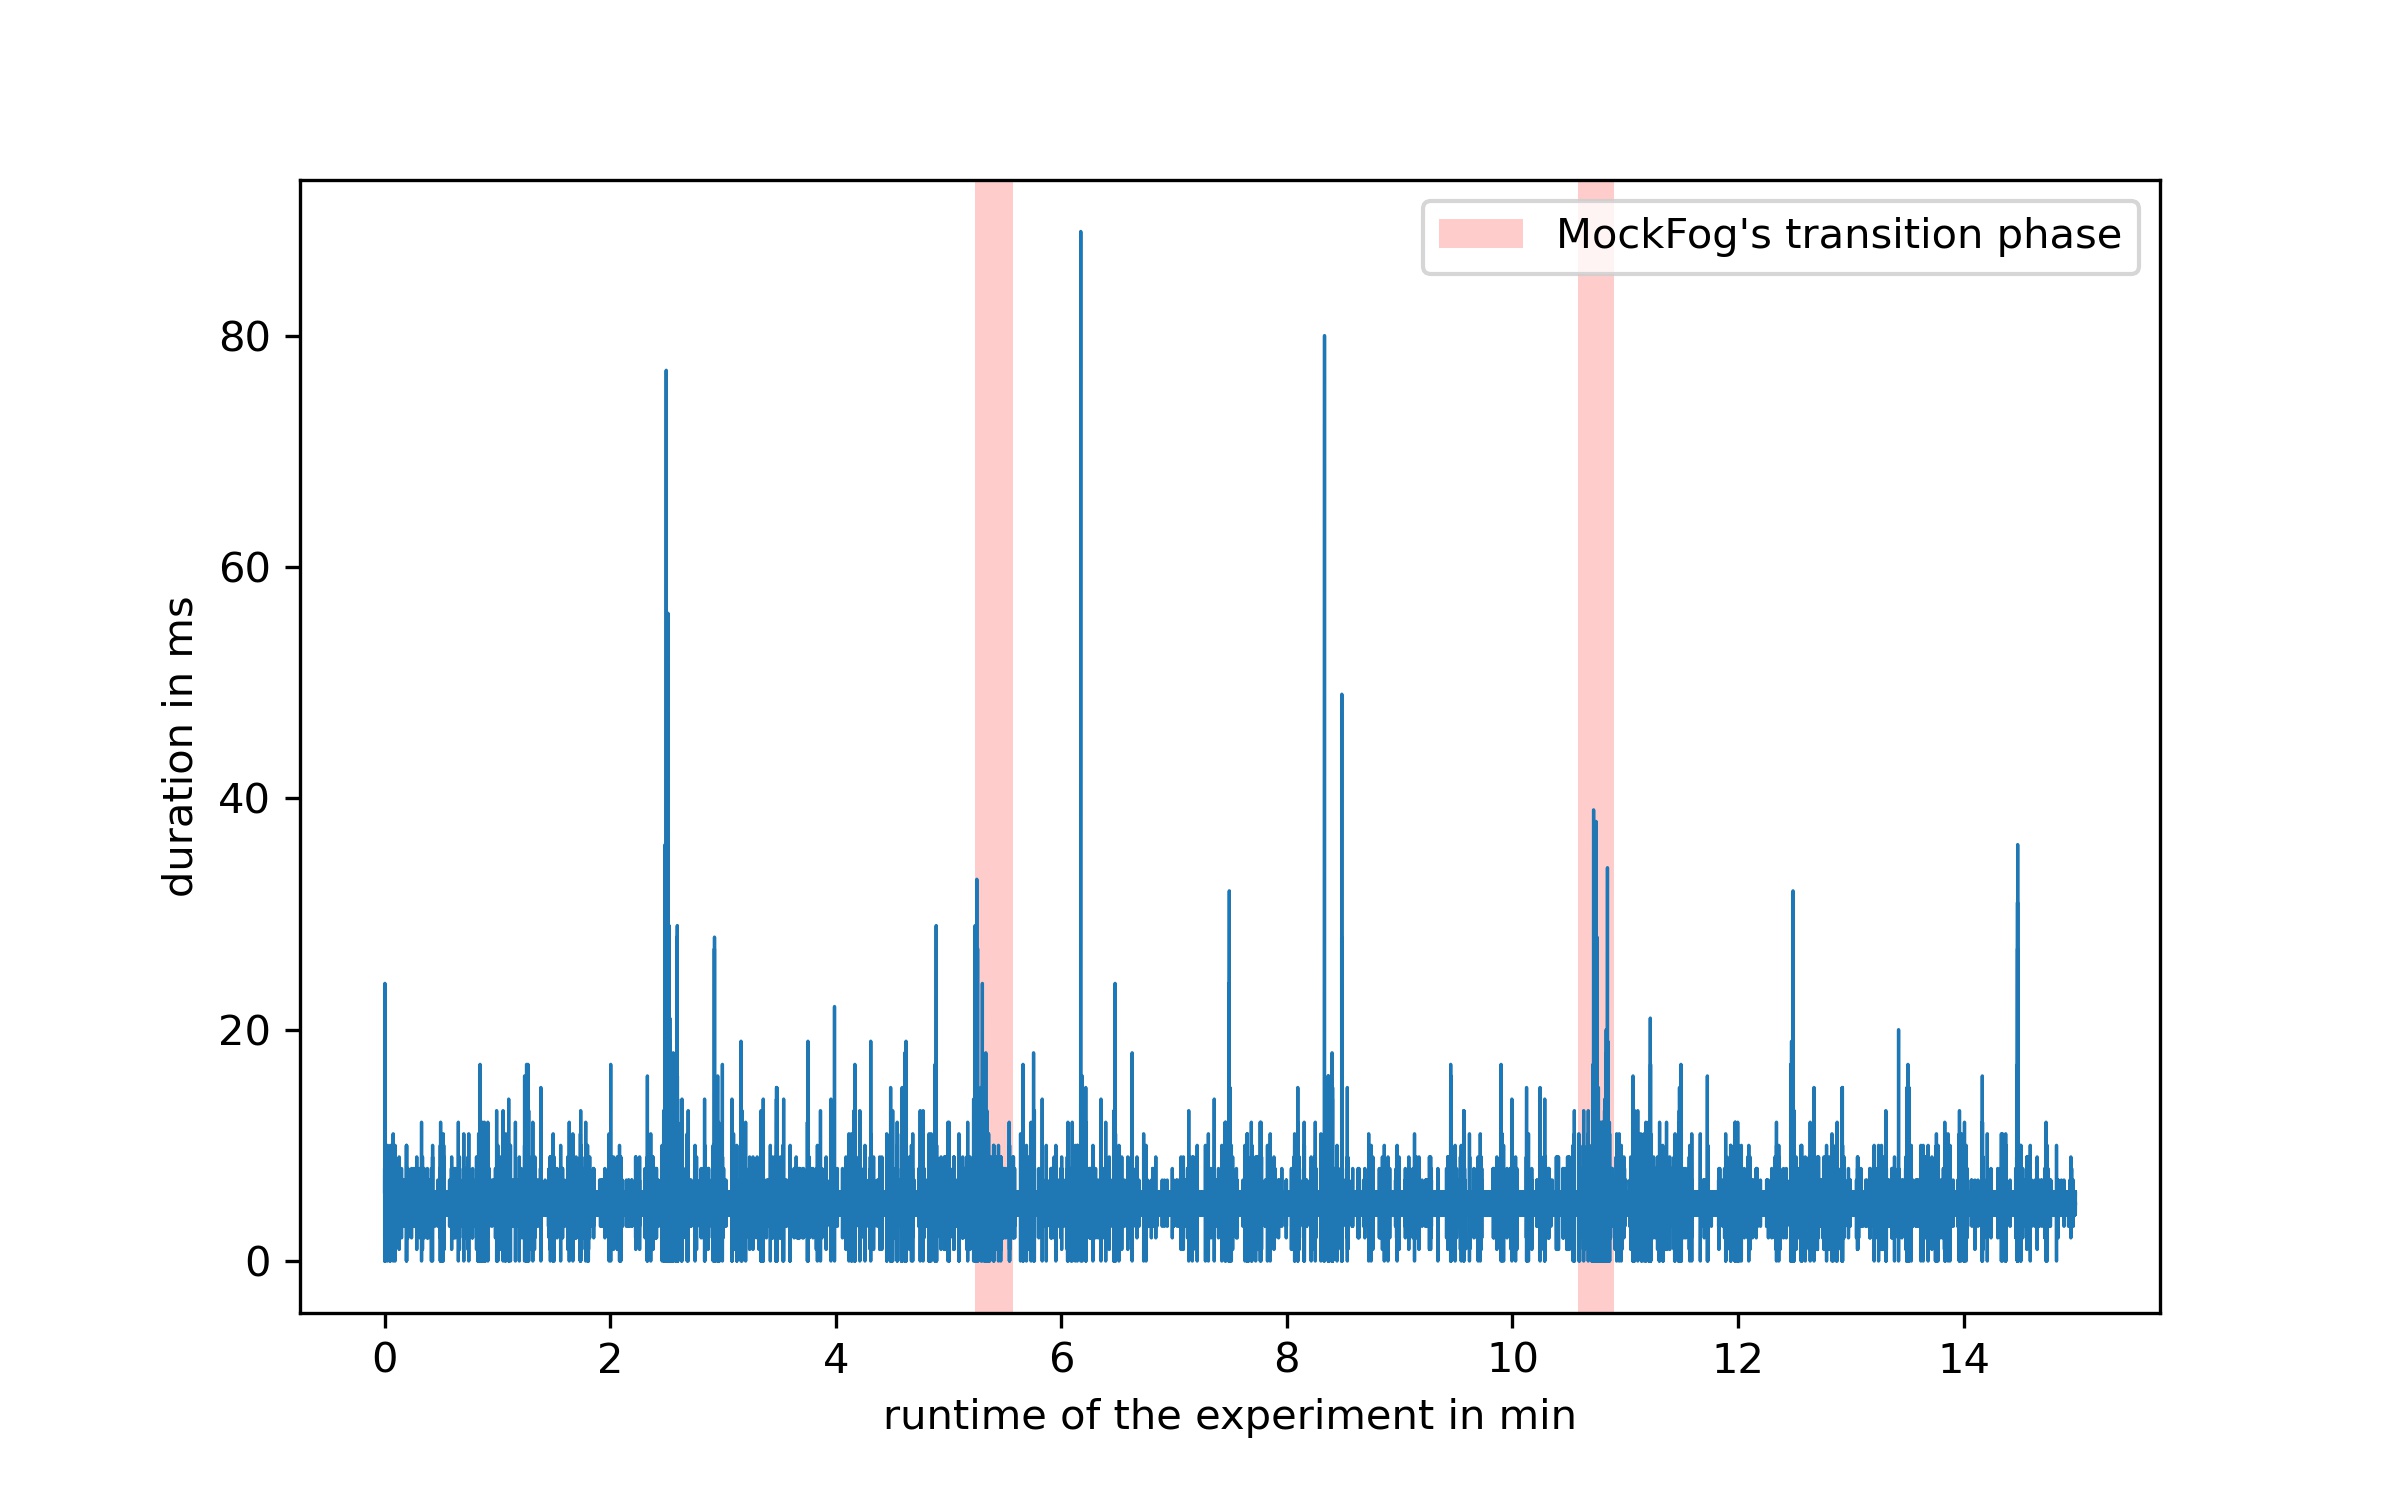 MockFog's transition phase
80
60
40
20
0
duration in ms
0 2 4 6 8 10 12 14
runtime of the experiment in min